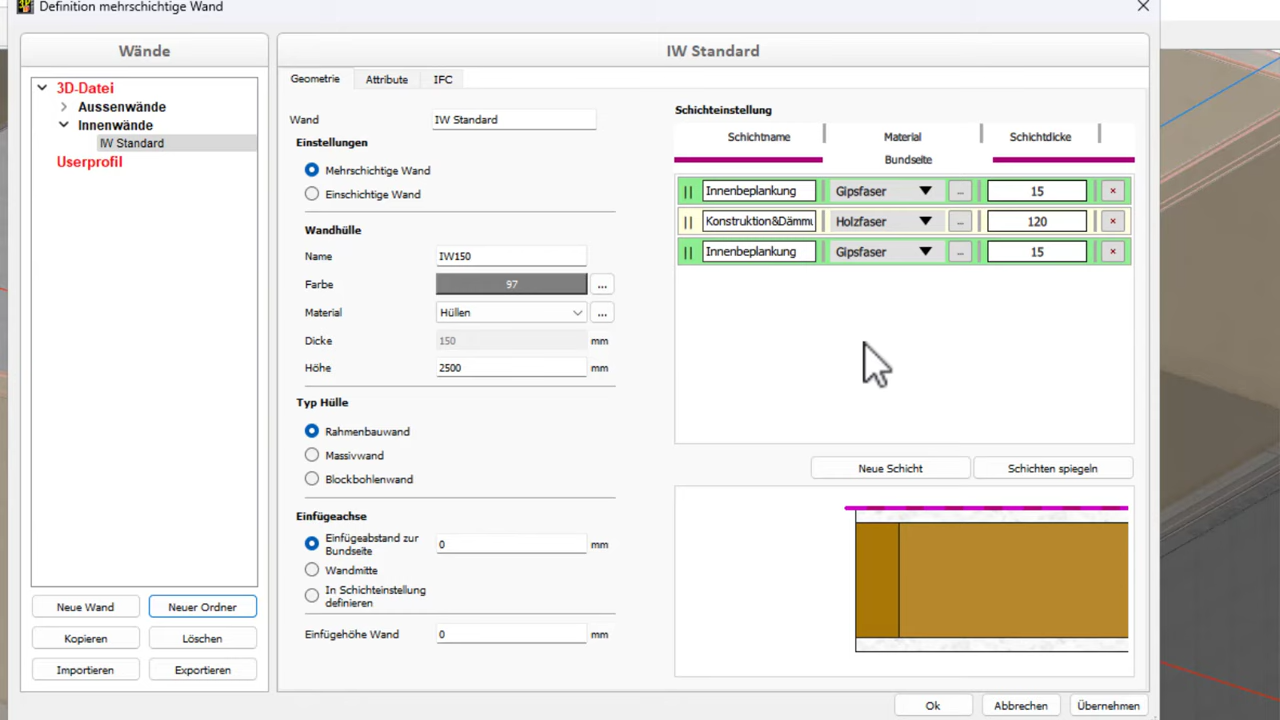 Definition mehrschichtige Wand
Wände
3D-Datei
Aussenwände
Innenwände
IW Standard
Userprofil
Neue Wand
Neuer Ordner
Kopieren
Löschen
Importieren
Exportieren
IW Standard
Geometrie
Attribute
IFC
Wand
IW Standard
Einstellungen
Mehrschichtige Wand
Einschichtige Wand
Wandhülle
Name
IW150
Farbe
97
...
Material
Hüllen
...
Dicke
150
mm
Höhe
2500
mm
Typ Hülle
Rahmenbauwand
Massivwand
Blockbohlenwand
Einfügeachse
Einfügeabstand zur
Bundseite
0
mm
Wandmitte
In Schichteinstellung
definieren
Einfügehöhe Wand
0
mm
Schichteinstellung
Schichtname
Material
Schichtdicke
Bundseite
Innenbeplankung
Gipsfaser
...
15
×
Konstruktion&Dämmu
Holzfaser
...
120
×
Innenbeplankung
Gipsfaser
...
15
×
Neue Schicht
Schichten spiegeln
Ok
Abbrechen
Übernehmen